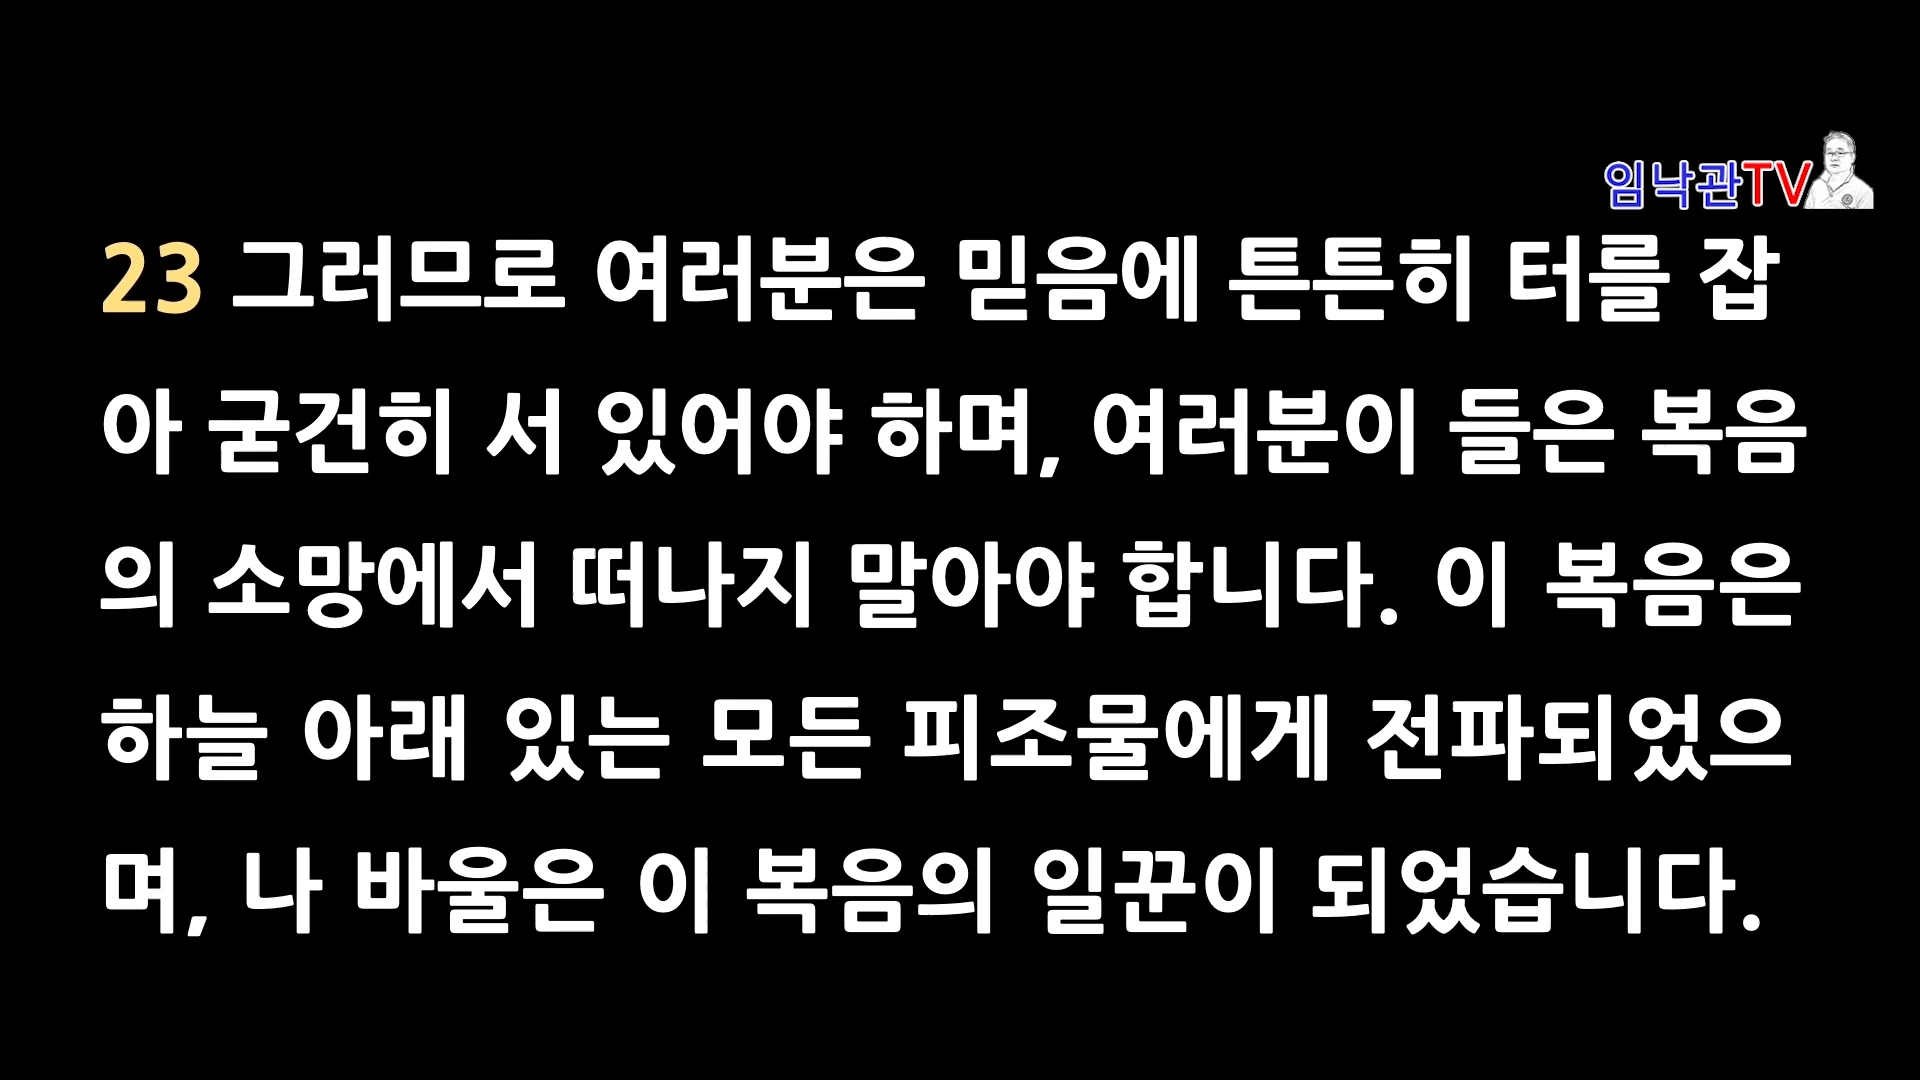 임낙관TV
23 그러므로 여러분은 믿음에 튼튼히 터를 잡
아 굳건히 서 있어야 하며, 여러분이 들은 복음
의 소망에서 떠나지 말아야 합니다. 이 복음은
하늘 아래 있는 모든 피조물에게 전파되었으
며, 나 바울은 이 복음의 일꾼이 되었습니다.